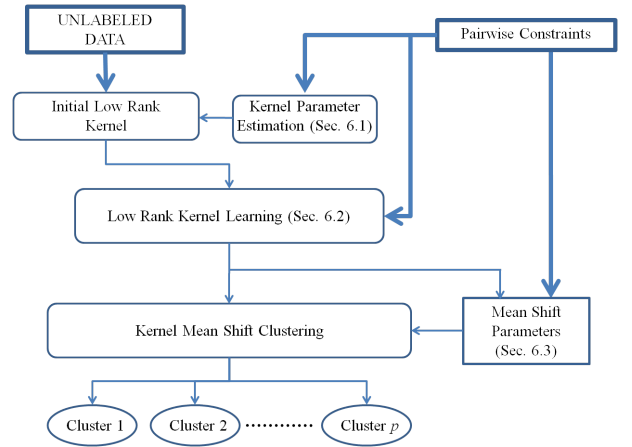 UNLABELED
DATA
Pairwise Constraints
Initial Low Rank
Kernel
Kernel Parameter
Estimation (Sec. 6.1)
Low Rank Kernel Learning (Sec. 6.2)
Kernel Mean Shift Clustering
Mean Shift
Parameters
(Sec. 6.3)
Cluster 1
Cluster 2
Cluster p